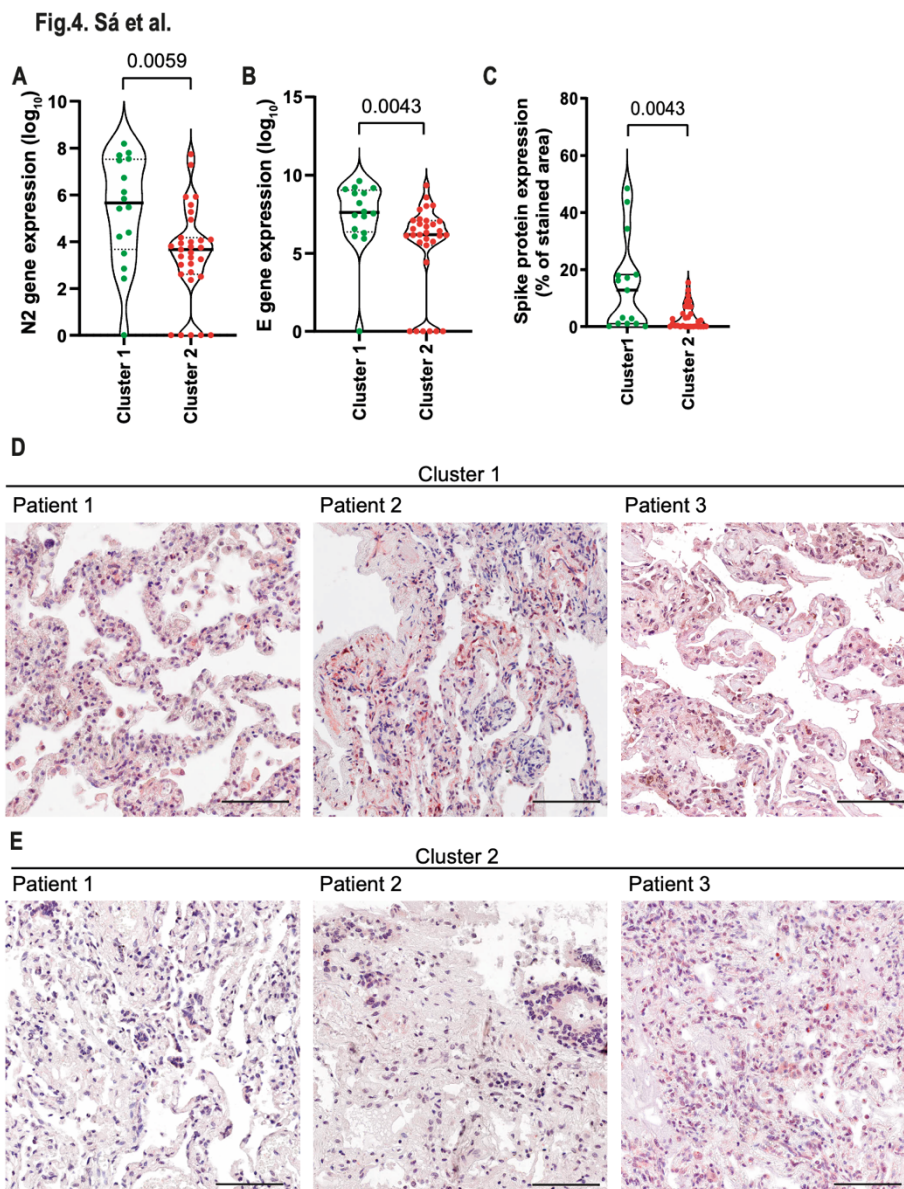 Fig.4. Sá et al.
A
0.0059
N2 gene expression (log10)
10
8
6
4
2
0
Cluster 1
Cluster 2
B
0.0043
E gene expression (log10)
15
10
5
0
Cluster 1
Cluster 2
C
0.0043
Spike protein expression
(% of stained area)
80
60
40
20
0
Cluster1
Cluster 2
D
Cluster 1
Patient 1
Patient 2
Patient 3
E
Cluster 2
Patient 1
Patient 2
Patient 3